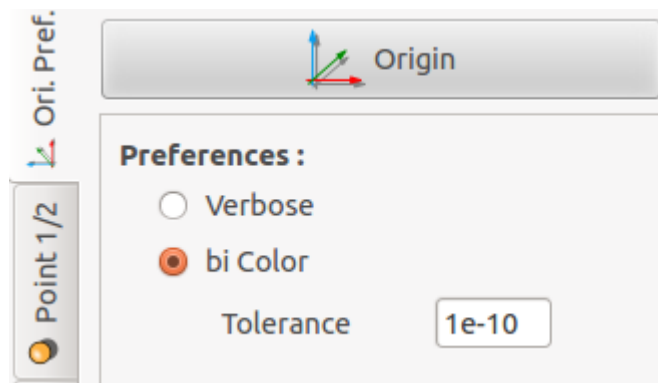 Ori. Pref.
Point 1/2
Origin
Preferences :
Verbose
bi Color
Tolerance 1e-10